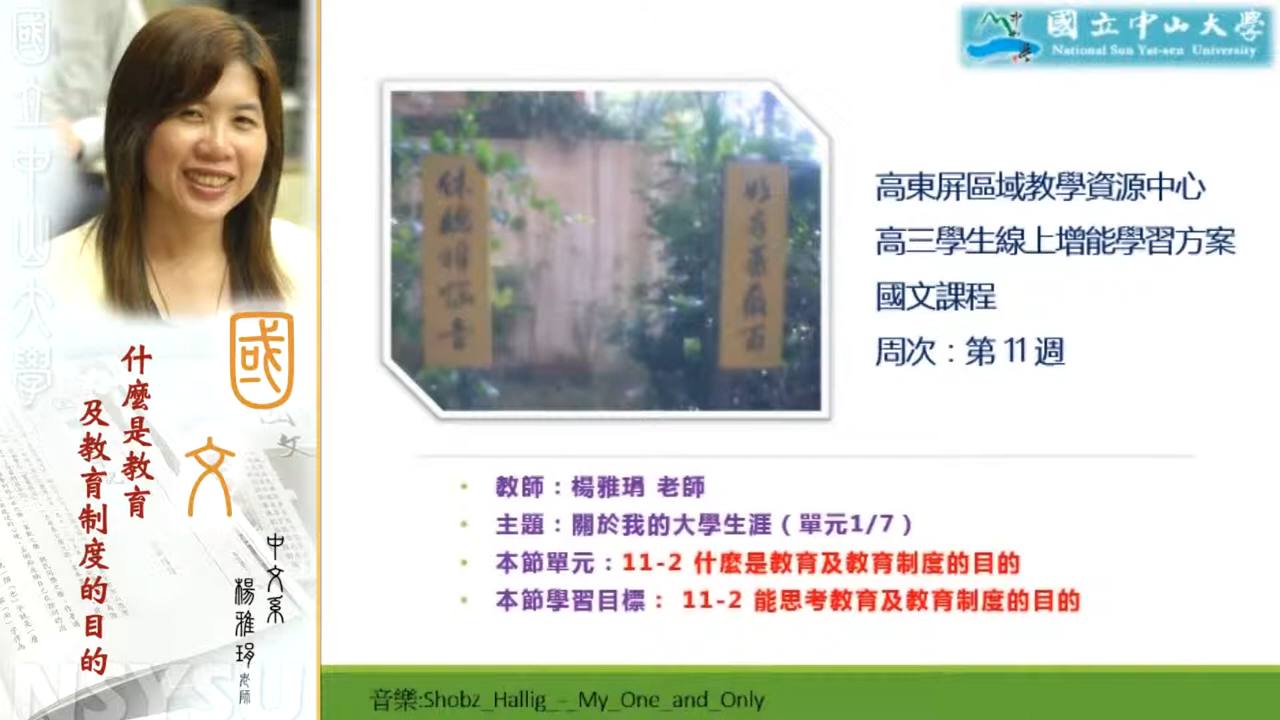 國立中山大學
National Sun Yat-sen University
國立中山大學
高東屏區域教學資源中心
高三學生線上增能學習方案
國文課程
周次：第 11 週
國文
什麼是教育
及教育制度的目的
中文系
楊雅琄老師
教師：楊雅琄 老師
主題：關於我的大學生涯（單元1/7）
本節單元：11-2 什麼是教育及教育制度的目的
本節學習目標： 11-2 能思考教育及教育制度的目的
NSYSU
音樂:Shobz_Hallig_-_My_One_and_Only